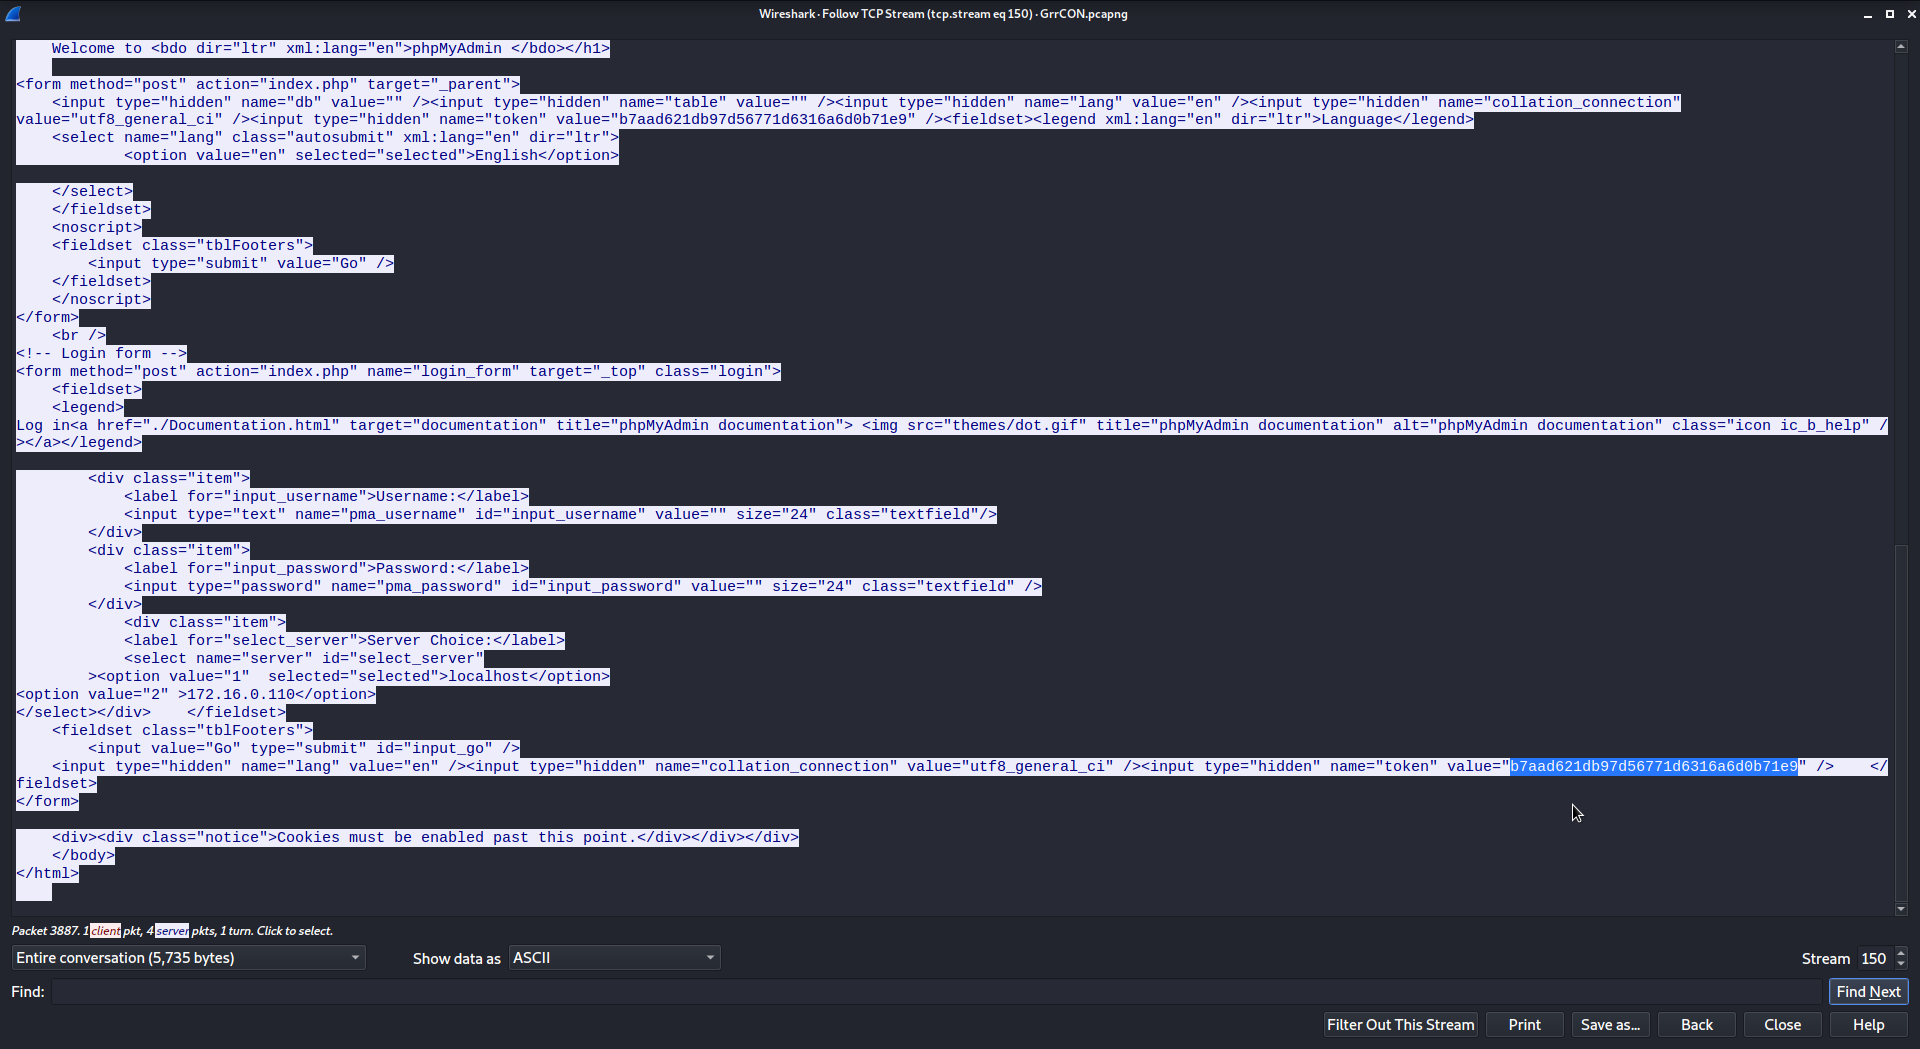 Wireshark · Follow TCP Stream (tcp.stream eq 150) · GrrCON.pcapng
    Welcome to <bdo dir="ltr" xml:lang="en">phpMyAdmin </bdo></h1>
<form method="post" action="index.php" target="_parent">
    <input type="hidden" name="db" value="" /><input type="hidden" name="table" value="" /><input type="hidden" name="lang" value="en" /><input type="hidden" name="collation_connection"
value="utf8_general_ci" /><input type="hidden" name="token" value="b7aad621db97d56771d6316a6d0b71e9" /><fieldset><legend xml:lang="en" dir="ltr">Language</legend>
    <select name="lang" class="autosubmit" xml:lang="en" dir="ltr">
            <option value="en" selected="selected">English</option>
    </select>
    </fieldset>
    <noscript>
    <fieldset class="tblFooters">
        <input type="submit" value="Go" />
    </fieldset>
    </noscript>
</form>
    <br />
<!-- Login form -->
<form method="post" action="index.php" name="login_form" target="_top" class="login">
    <fieldset>
    <legend>
Log in<a href="./Documentation.html" target="documentation" title="phpMyAdmin documentation"> <img src="themes/dot.gif" title="phpMyAdmin documentation" alt="phpMyAdmin documentation" class="icon ic_b_help" /
></a></legend>
        <div class="item">
            <label for="input_username">Username:</label>
            <input type="text" name="pma_username" id="input_username" value="" size="24" class="textfield"/>
        </div>
        <div class="item">
            <label for="input_password">Password:</label>
            <input type="password" name="pma_password" id="input_password" value="" size="24" class="textfield" />
        </div>
            <div class="item">
            <label for="select_server">Server Choice:</label>
            <select name="server" id="select_server"
        ><option value="1"  selected="selected">localhost</option>
<option value="2" >172.16.0.110</option>
</select></div>    </fieldset>
    <fieldset class="tblFooters">
        <input value="Go" type="submit" id="input_go" />
    <input type="hidden" name="lang" value="en" /><input type="hidden" name="collation_connection" value="utf8_general_ci" /><input type="hidden" name="token" value="b7aad621db97d56771d6316a6d0b71e9" />    </
fieldset>
</form>
    <div><div class="notice">Cookies must be enabled past this point.</div></div></div>
    </body>
</html>
Packet 3887. 1 client pkt, 4 server pkts, 1 turn. Click to select.
Entire conversation (5,735 bytes) Show data as ASCII Stream 150
Find: Find Next
Filter Out This Stream Print Save as... Back Close Help